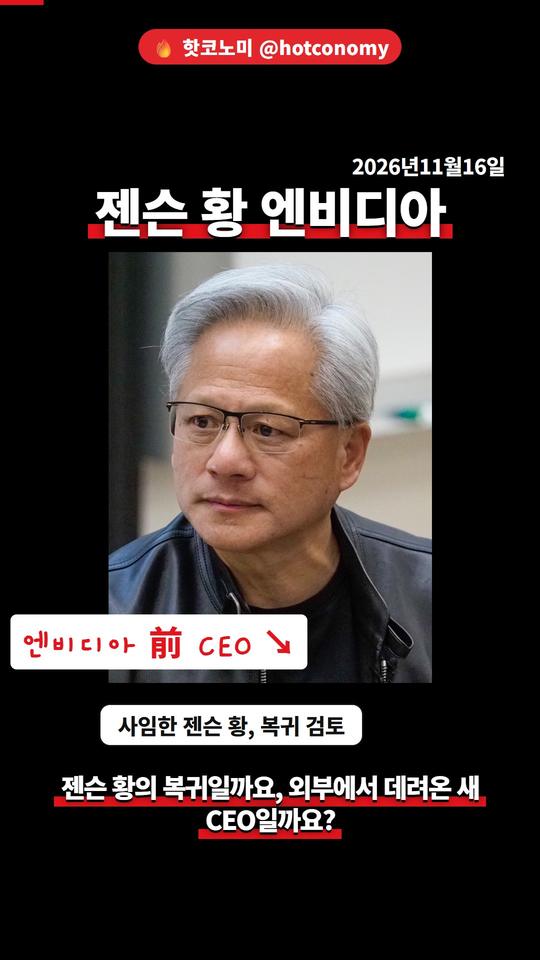 🔥 핫코노미 @hotconomy
2026년11월16일
젠슨 황 엔비디아
엔비디아 前 CEO ↘
사임한 젠슨 황, 복귀 검토
젠슨 황의 복귀일까요, 외부에서 데려온 새
CEO일까요?